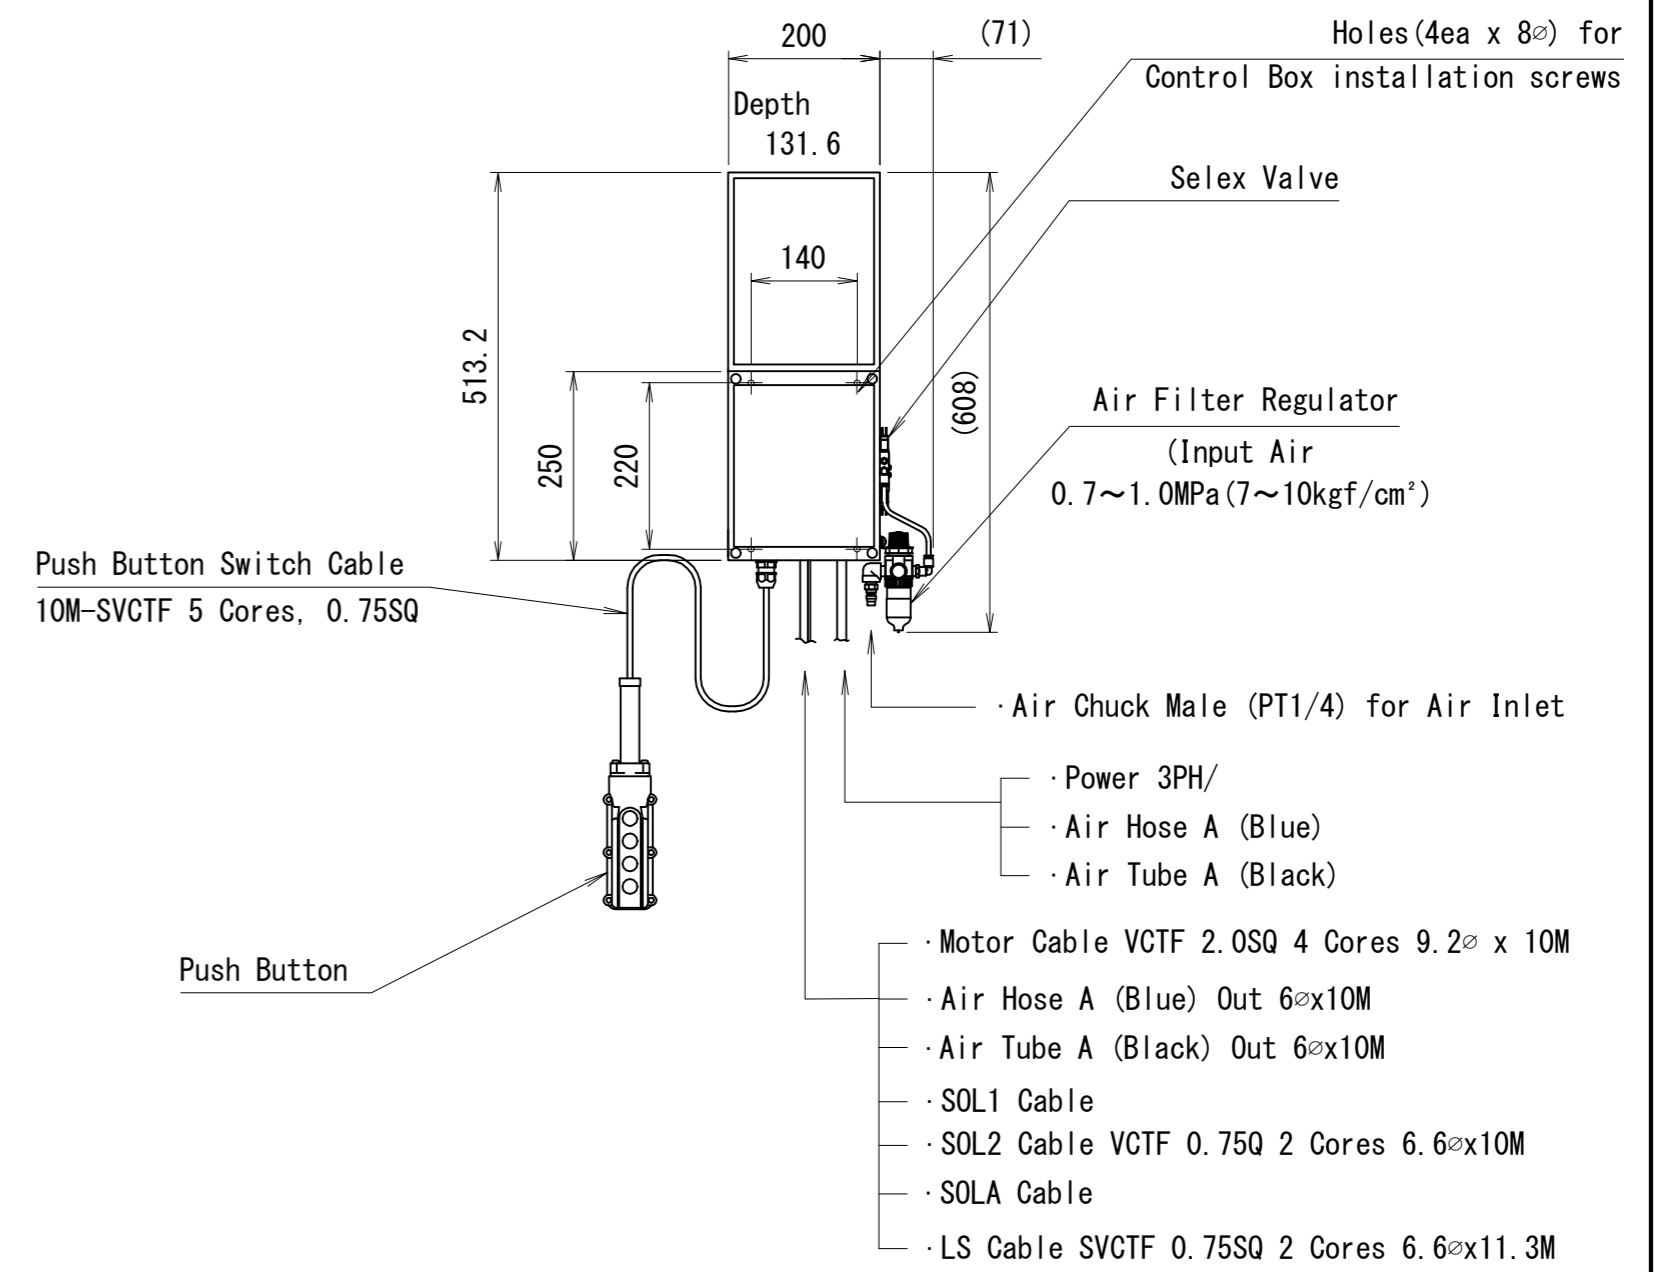 200
(71)
Holes(4ea x 8∅) for
Control Box installation screws
Depth
131.6
Selex Valve
140
513.2
(608)
Air Filter Regulator
(Input Air
0.7～1.0MPa(7～10kgf/cm²)
250
220
Push Button Switch Cable
10M-SVCTF 5 Cores, 0.75SQ
·Air Chuck Male (PT1/4) for Air Inlet
·Power 3PH/
·Air Hose A (Blue)
·Air Tube A (Black)
Push Button
·Motor Cable VCTF 2.0SQ 4 Cores 9.2∅ x 10M
·Air Hose A (Blue) Out 6∅x10M
·Air Tube A (Black) Out 6∅x10M
·SOL1 Cable
·SOL2 Cable VCTF 0.75Q 2 Cores 6.6∅x10M
·SOLA Cable
·LS Cable SVCTF 0.75SQ 2 Cores 6.6∅x11.3M